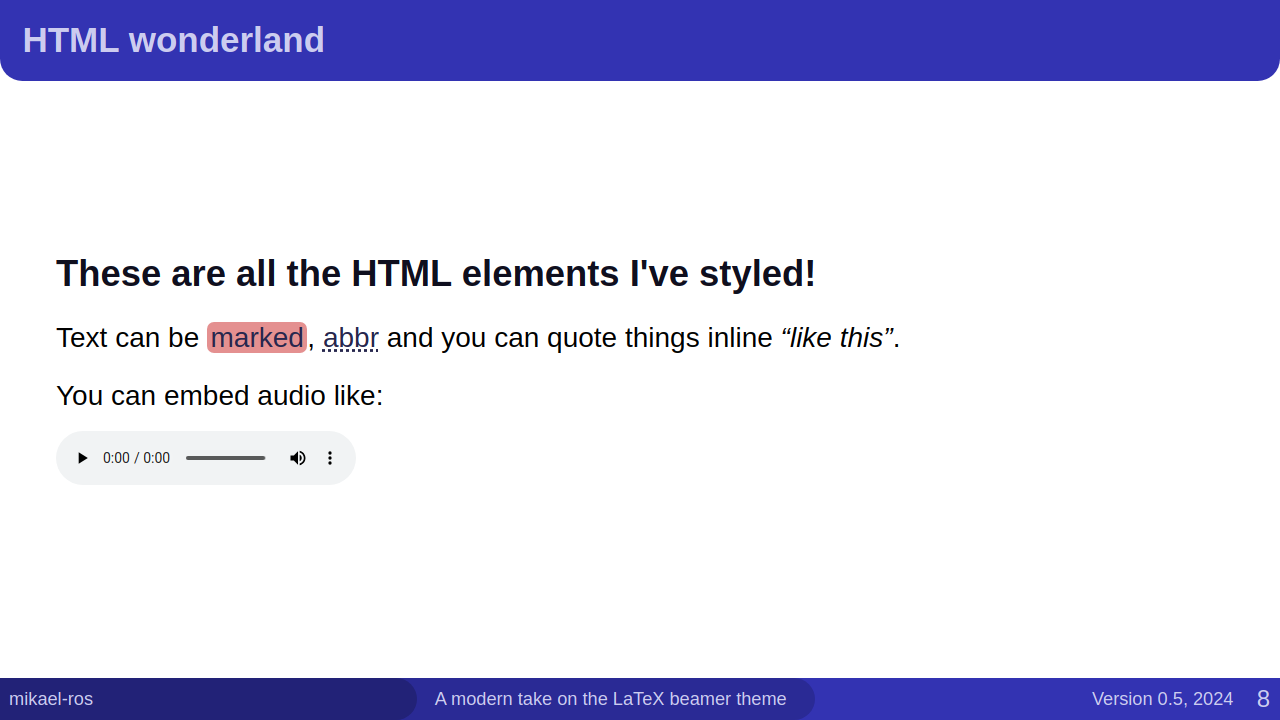 HTML wonderland
These are all the HTML elements I've styled!
Text can be marked, abbr and you can quote things inline “like this”.
You can embed audio like:
0:00 / 0:00
mikael-ros
A modern take on the LaTeX beamer theme
Version 0.5, 2024
8